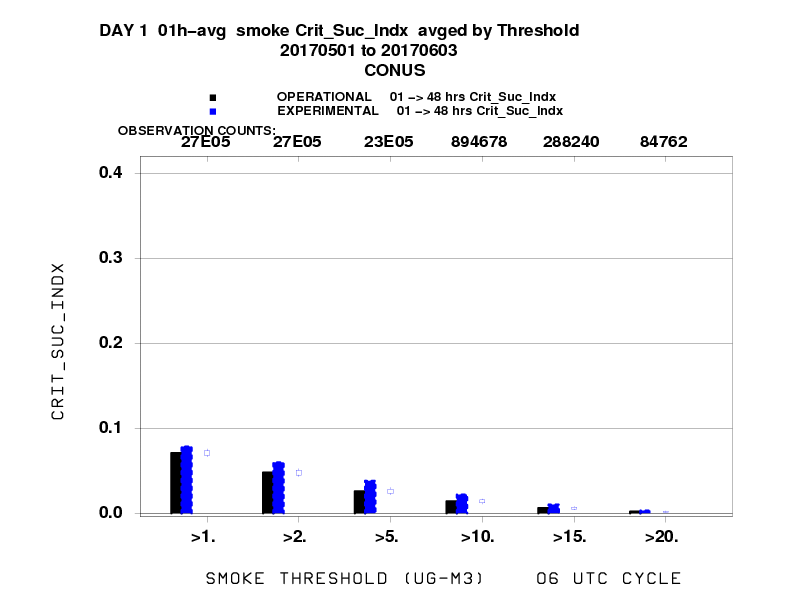 DAY 1 01h-avg smoke Crit_Suc_Indx avged by Threshold
20170501 to 20170603
CONUS
OPERATIONAL 01 -> 48 hrs Crit_Suc_Indx
EXPERIMENTAL 01 -> 48 hrs Crit_Suc_Indx
OBSERVATION COUNTS:
27E05 27E05 23E05 894678 288240 84762
0.4
0.3
0.2
0.1
0.0
CRIT_SUC_INDX
>1. >2. >5. >10. >15. >20.
SMOKE THRESHOLD (UG-M3) 06 UTC CYCLE